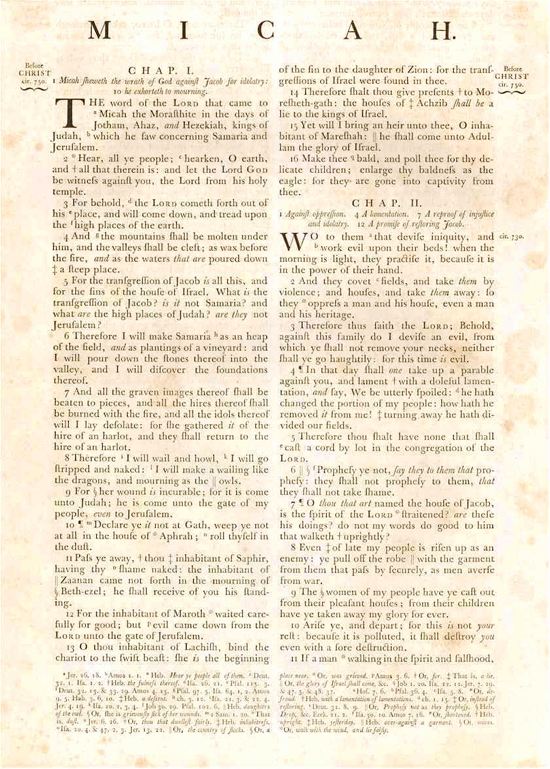 M I C A H.
Before
CHRIST
cir. 750.
CHAP. I.
1 Micah ſheweth the wrath of God againſt Jacob for idolatry:
10 he exhorteth to mourning.
THE word of the LORD that came to
ᵃ Micah the Moraſthite in the days of
Jotham, Ahaz, and Hezekiah, kings of
Judah, ᵇ which he ſaw concerning Samaria and
Jeruſalem.
2 Hear, all ye people; ᶜ hearken, O earth,
and † all that therein is: and let the Lord GOD
be witneſs againſt you, the Lord from his holy
temple.
3 For behold, ᵈ the LORD cometh forth out of
his ᵉ place, and will come down, and tread upon
the ᶠ high places of the earth.
4 And ᵍ the mountains ſhall be molten under
him, and the valleys ſhall be cleft; as wax before
the fire, and as the waters that are poured down
‡ a ſteep place.
5 For the tranſgreſſion of Jacob is all this, and
for the ſins of the houſe of Iſrael. What is the
tranſgreſſion of Jacob? is it not Samaria? and
what are the high places of Judah? are they not
Jeruſalem?
6 Therefore I will make Samaria ʰ as an heap
of the field, and as plantings of a vineyard: and
I will pour down the ſtones thereof into the
valley, and I will diſcover the foundations
thereof.
7 And all the graven images thereof ſhall be
beaten to pieces, and all the hires thereof ſhall
be burned with the fire, and all the idols thereof
will I lay deſolate: for ſhe gathered it of the
hire of an harlot, and they ſhall return to the
hire of an harlot.
8 Therefore ⁱ I will wail and howl, ᵏ I will go
ſtripped and naked: ˡ I will make a wailing like
the dragons, and mourning as the ‖ owls.
9 For § her wound is incurable; for it is come
unto Judah; he is come unto the gate of my
people, even to Jeruſalem.
10 ¶ ᵐ Declare ye it not at Gath, weep ye not
at all: in the houſe of Aphrah; roll thyſelf in
the duſt.
11 Paſs ye away, † thou ‡ inhabitant of Saphir,
having thy ſhame naked: the inhabitant of
‖ Zaanan came not forth in the mourning of
§ Beth-ezel; he ſhall receive of you his ſtand-
ing.
12 For the inhabitant of Maroth waited care-
fully for good; but ᵖ evil came down from the
LORD unto the gate of Jeruſalem.
13 O thou inhabitant of Lachiſh, bind the
chariot to the ſwift beaſt: ſhe is the beginning
of the ſin to the daughter of Zion: for the tranſ-
greſſions of Iſrael were found in thee.
14 Therefore ſhalt thou give preſents † to Mo-
reſheth-gath: the houſes of ‡ Achzib ſhall be a
lie to the kings of Iſrael.
15 Yet will I bring an heir unto thee, O inha-
bitant of Mareſhah: ‖ he ſhall come unto Adul-
lam the glory of Iſrael.
16 Make thee bald, and poll thee for thy de-
licate children; enlarge thy baldneſs as the
eagle: for they are gone into captivity from
thee.
Before
CHRIST
cir. 750.
CHAP. II.
1 Againſt oppreſſion. 4 A lamentation. 7 A reproof of injuſtice
and idolatry. 12 A promiſe of reſtoring Jacob.
WO to them ᵃ that deviſe iniquity, and
ᵇ work evil upon their beds! when the
morning is light, they practiſe it, becauſe it is
in the power of their hand.
cir. 730.
2 And they covet ᶜ fields, and take them by
violence; and houſes, and take them away: ſo
they oppreſs a man and his houſe, even a man
and his heritage.
3 Therefore thus ſaith the LORD; Behold,
againſt this family do I deviſe an evil, from
which ye ſhall not remove your necks, neither
ſhall ye go haughtily: for this time is evil.
4 ¶ In that day ſhall one take up a parable
againſt you, and lament † with a doleful lamen-
tation, and ſay, We be utterly ſpoiled: ᵈ he hath
changed the portion of my people: how hath he
removed it from me! ‡ turning away he hath di-
vided our fields.
5 Therefore thou ſhalt have none that ſhall
ᵉ caſt a cord by lot in the congregation of the
LORD.
6 ‖ § ᶠ Propheſy ye not, ſay they to them that pro-
pheſy: they ſhall not propheſy to them, that
they ſhall not take ſhame.
7 ¶ O thou that art named the houſe of Jacob,
is the ſpirit of the LORD ſtraitened? are theſe
his doings? do not my words do good to him
that walketh † uprightly?
8 Even ‡ of late my people is riſen up as an
enemy: ye pull off the robe ‖ with the garment
from them that paſs by ſecurely, as men averſe
from war.
9 The § women of my people have ye caſt out
from their pleaſant houſes; from their children
have ye taken away my glory for ever.
10 Ariſe ye, and depart; for this is not your
reſt: becauſe it is polluted, it ſhall deſtroy you
even with a ſore deſtruction.
11 If a man walking in the ſpirit and falſhood,